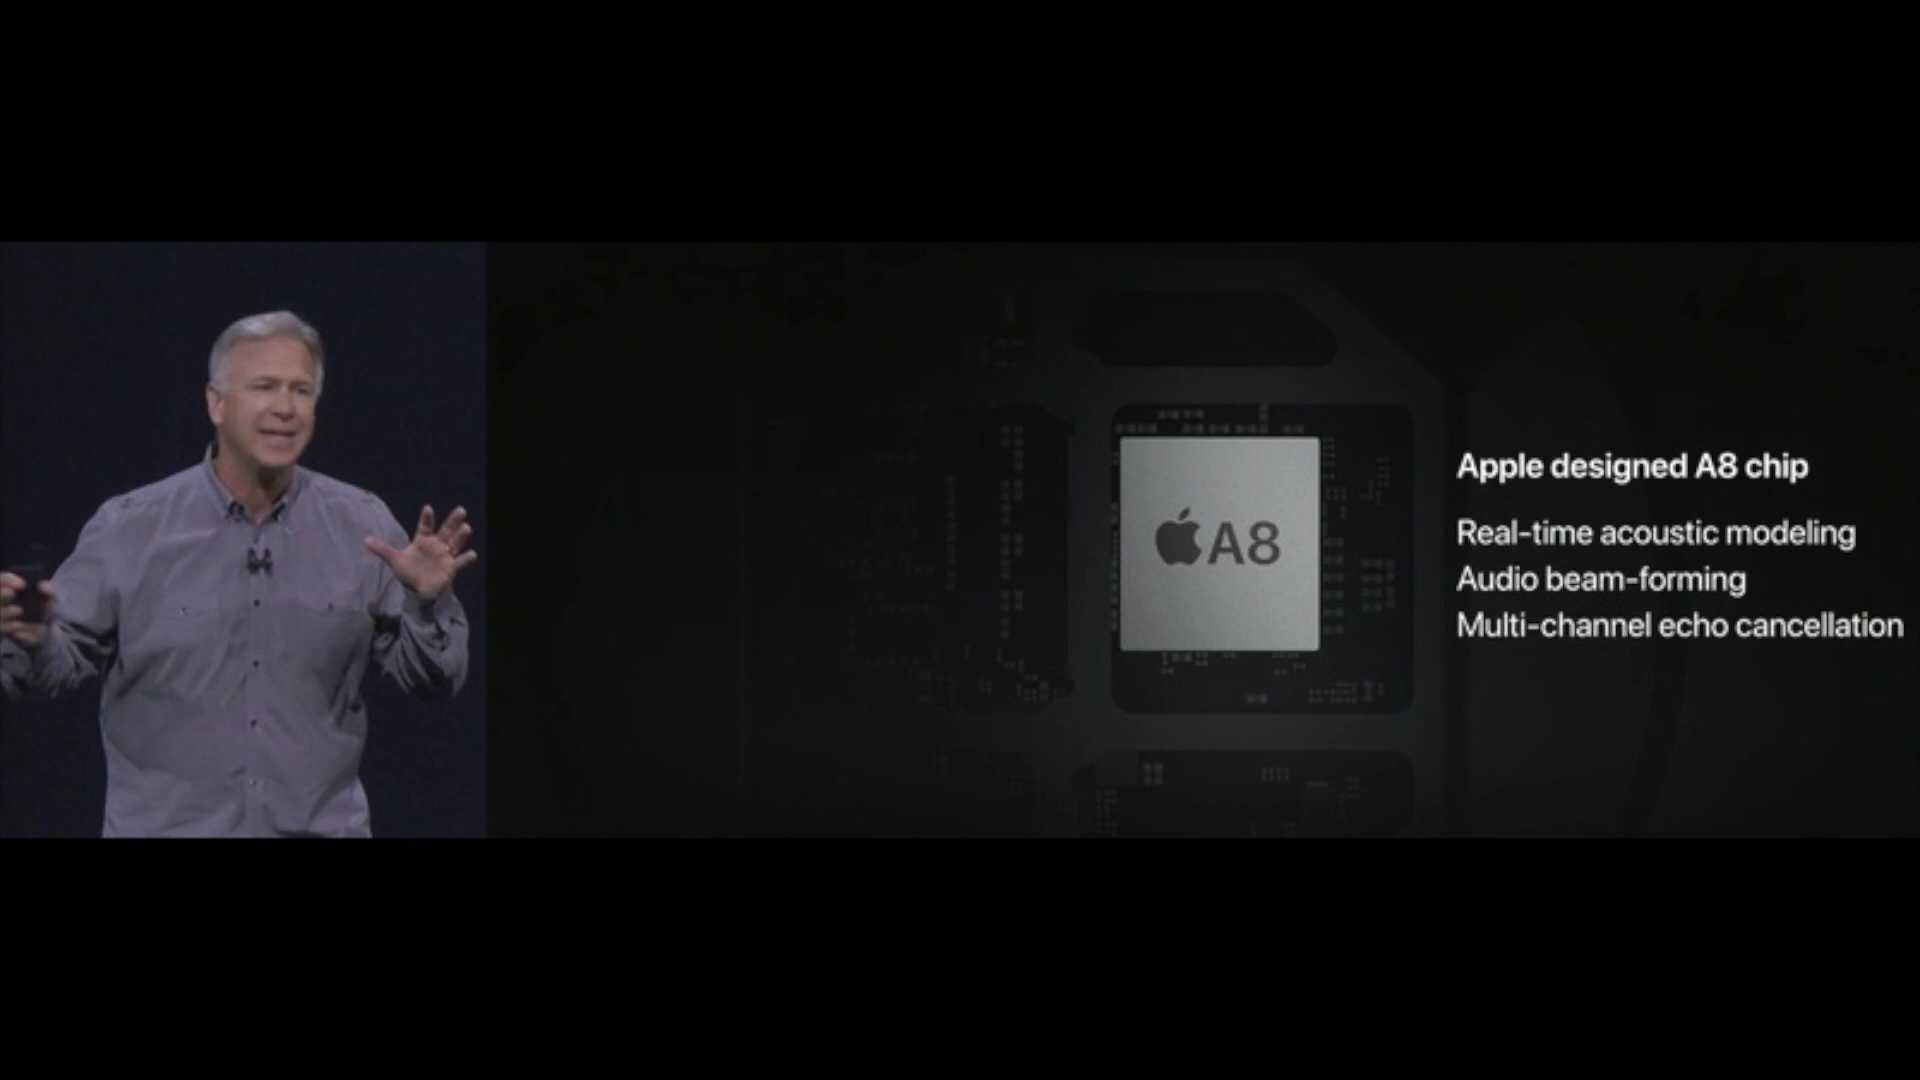 A8
Apple designed A8 chip
Real-time acoustic modeling
Audio beam-forming
Multi-channel echo cancellation